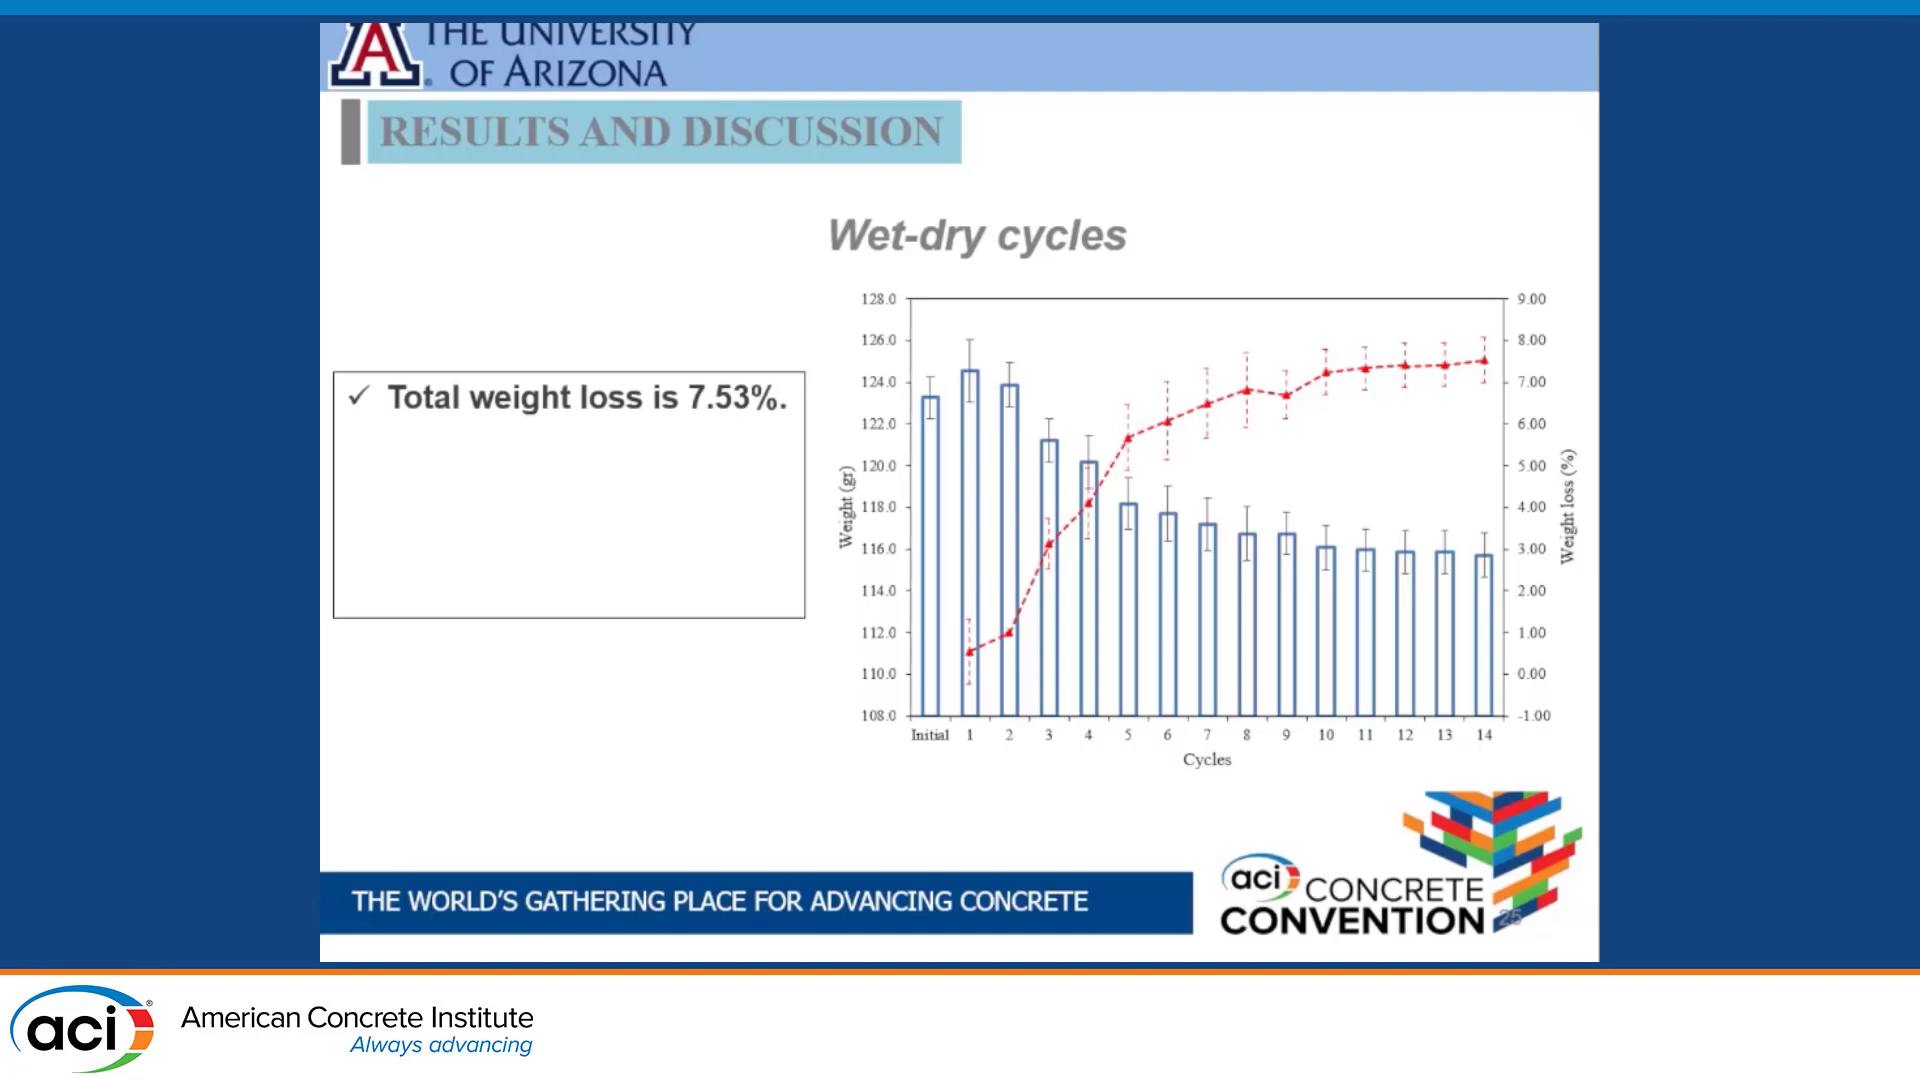 THE UNIVERSITY
OF ARIZONA
RESULTS AND DISCUSSION
Wet-dry cycles
✓ Total weight loss is 7.53%.
128.0
126.0
124.0
122.0
120.0
118.0
116.0
114.0
112.0
110.0
108.0
Weight (gr)
9.00
8.00
7.00
6.00
5.00
4.00
3.00
2.00
1.00
0.00
-1.00
Weight loss (%)
Initial 1 2 3 4 5 6 7 8 9 10 11 12 13 14
Cycles
THE WORLD'S GATHERING PLACE FOR ADVANCING CONCRETE
aci CONCRETE
CONVENTION
25
aci®
American Concrete Institute
Always advancing